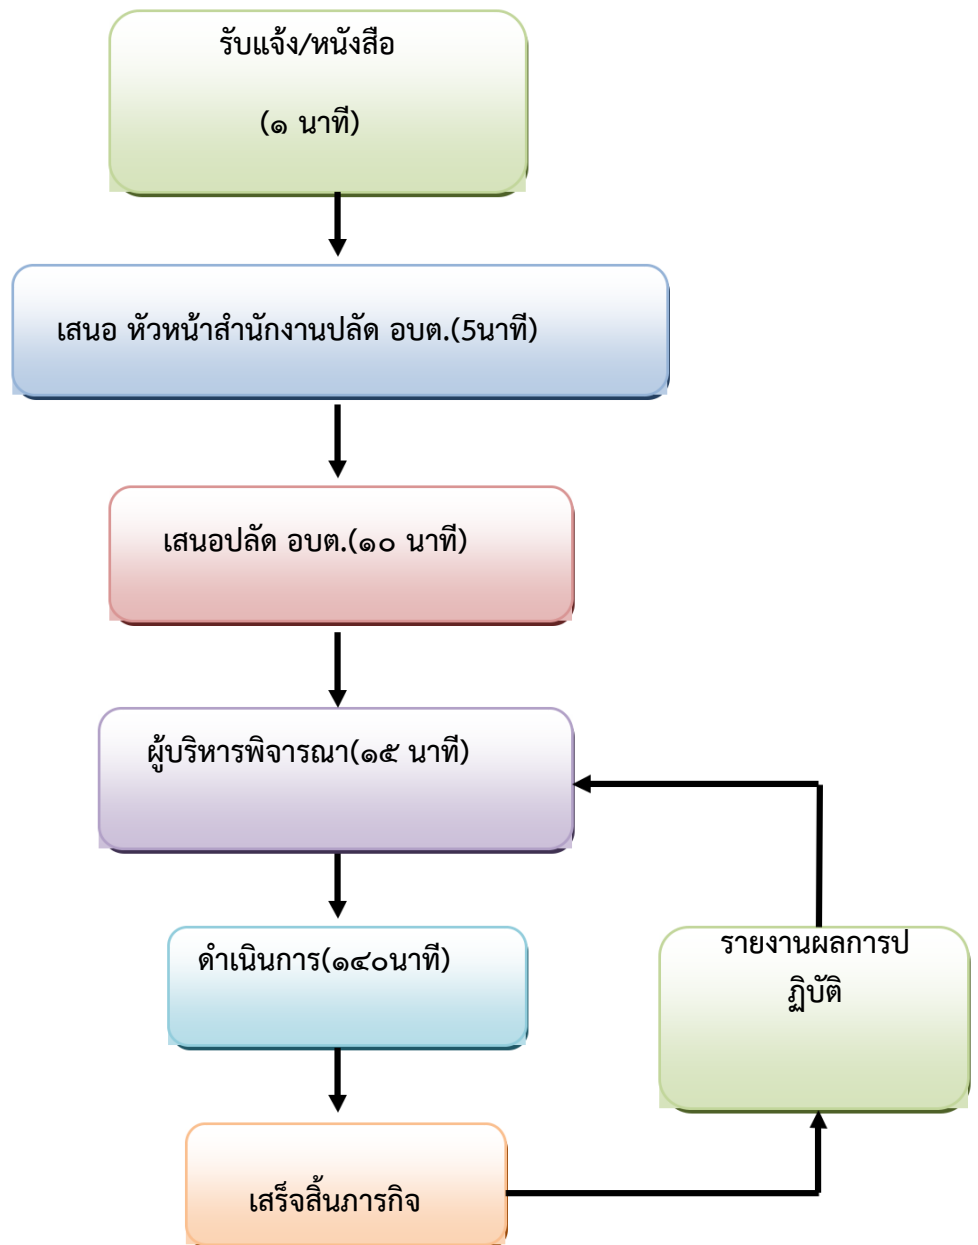 รับแจ้ง/หนังสือ
(๑ นาที)
เสนอ หัวหน้าสำนักงานปลัด อบต.(5นาที)
เสนอปลัด อบต.(๑๐ นาที)
ผู้บริหารพิจารณา(๑๕ นาที)
ดำเนินการ(๑๔๐นาที)
รายงานผลการป
ฏิบัติ
เสร็จสิ้นภารกิจ